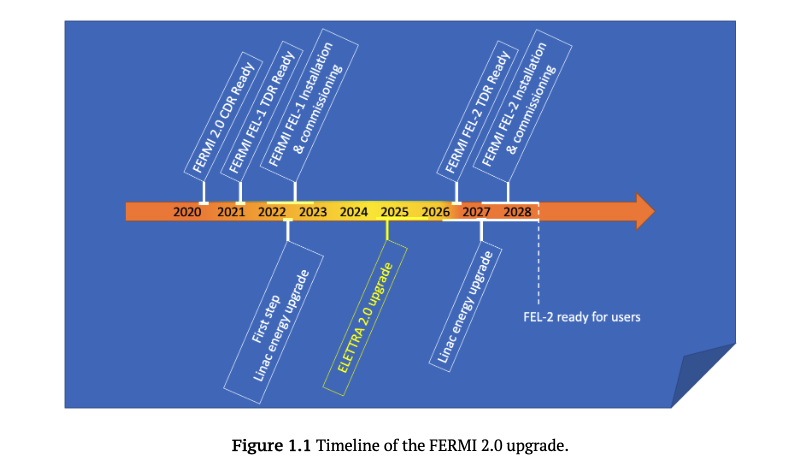 FERMI 2.0 CDR Ready
FERMI FEL-1 TDR Ready
FERMI FEL-1 Installation
& commissioning
FERMI FEL-2 TDR Ready
FERMI FEL-2 Installation
& commissioning
2020 2021 2022 2023 2024 2025 2026 2027 2028
First step
Linac energy upgrade
ELETTRA 2.0 upgrade
Linac energy upgrade
FEL-2 ready for users
Figure 1.1 Timeline of the FERMI 2.0 upgrade.